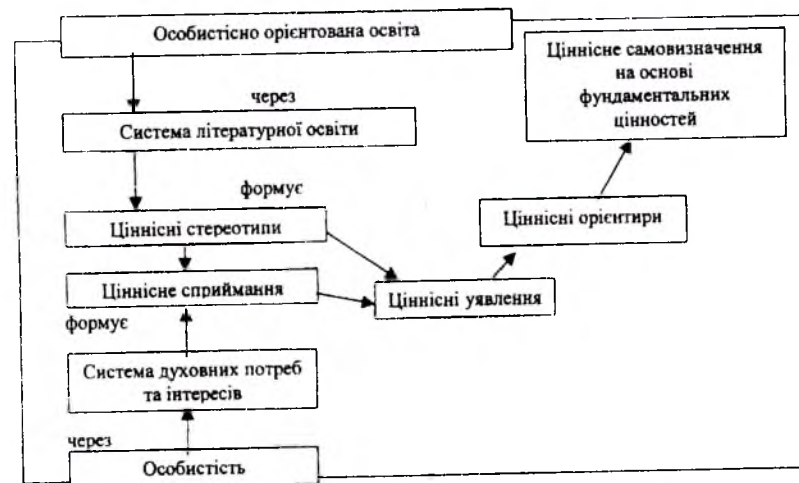 Особистісно орієнтована освіта
Ціннісне самовизначення
на основі
фундаментальних
цінностей
через
Система літературної освіти
формує
Ціннісні стереотипи
Ціннісні орієнтири
Ціннісне сприймання
Ціннісні уявлення
формує
Система духовних потреб
та інтересів
через
Особистість